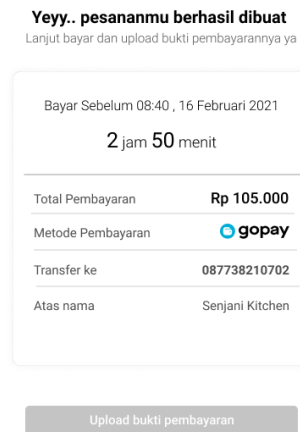 Yeyy.. pesananmu berhasil dibuat
Lanjut bayar dan upload bukti pembayarannya ya
Bayar Sebelum 08:40 , 16 Februari 2021
2 jam 50 menit
Total Pembayaran Rp 105.000
Metode Pembayaran gopay
Transfer ke 087738210702
Atas nama Senjani Kitchen
Upload bukti pembayaran